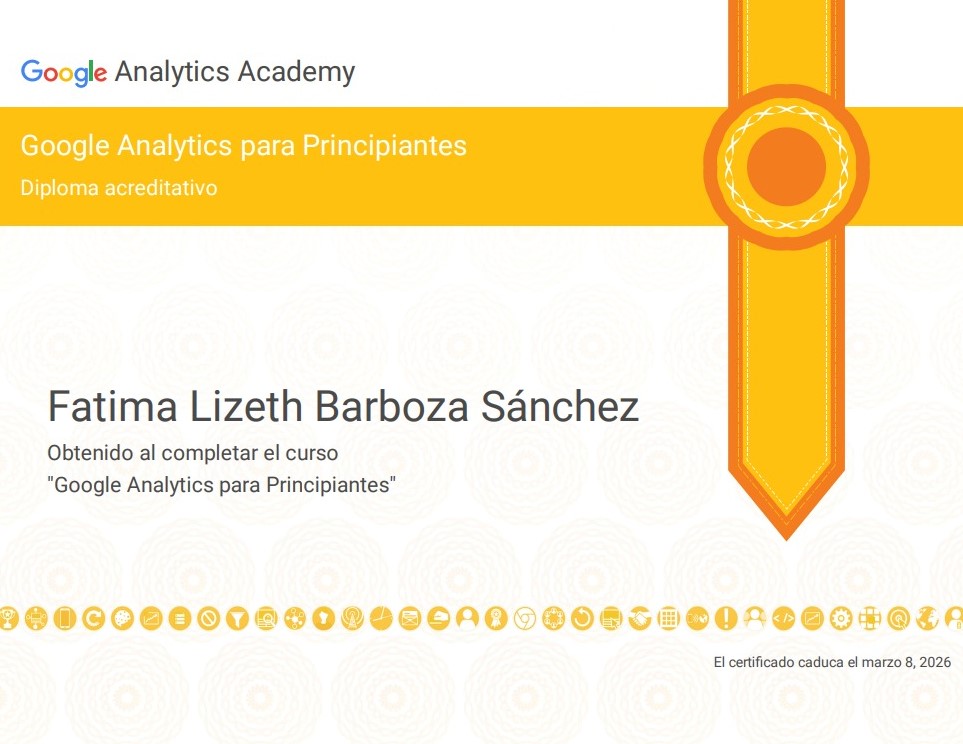 Google Analytics Academy
Google Analytics para Principiantes
Diploma acreditativo
Fatima Lizeth Barboza Sánchez
Obtenido al completar el curso
"Google Analytics para Principiantes"
El certificado caduca el marzo 8, 2026